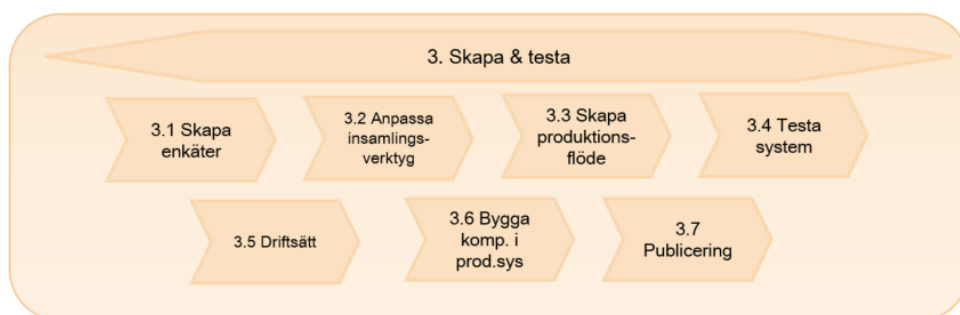 3. Skapa & testa
3.1 Skapa
enkäter
3.2 Anpassa
insamlings-
verktyg
3.3 Skapa
produktions-
flöde
3.4 Testa
system
3.5 Driftsätt
3.6 Bygga
komp. i
prod.sys
3.7
Publicering